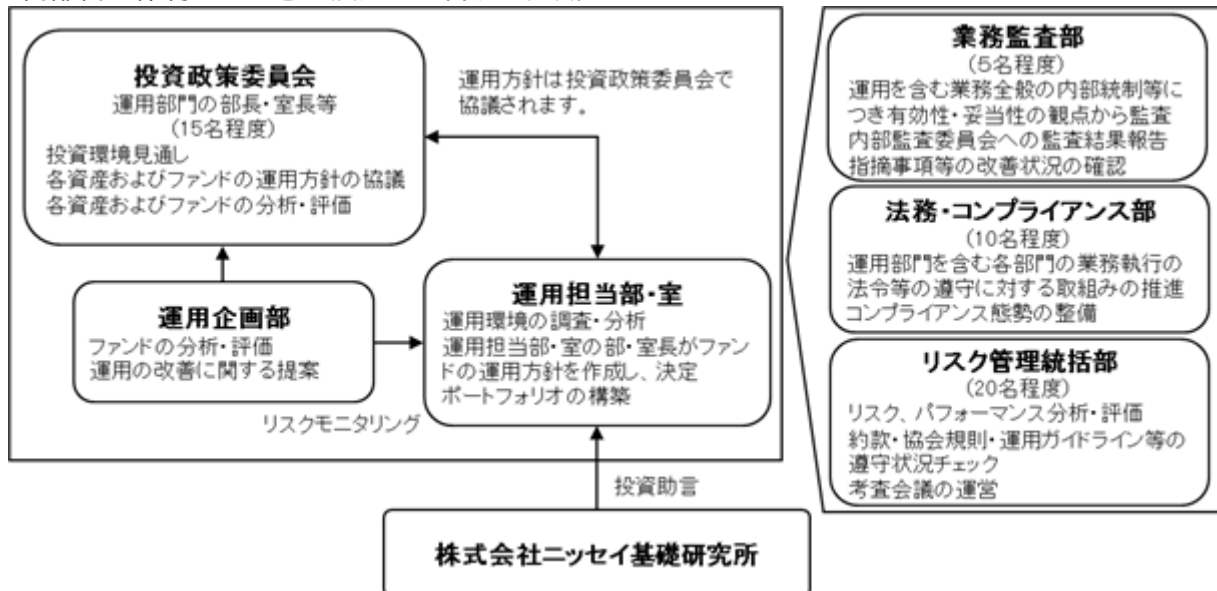 投資政策委員会
運用部門の部長・室長等
(15名程度)
投資環境見通し
各資産およびファンドの運用方針の協議
各資産およびファンドの分析・評価
運用方針は投資政策委員会で
協議されます。
運用企画部
ファンドの分析・評価
運用の改善に関する提案
リスクモニタリング
運用担当部・室
運用環境の調査・分析
運用担当部・室の部・室長がファン
ドの運用方針を作成し、決定
ポートフォリオの構築
投資助言
株式会社ニッセイ基礎研究所
業務監査部
(5名程度)
運用を含む業務全般の内部統制等に
つき有効性・妥当性の観点から監査
内部監査委員会への監査結果報告
指摘事項等の改善状況の確認
法務・コンプライアンス部
(10名程度)
運用部門を含む各部門の業務執行の
法令等の遵守に対する取組みの推進
コンプライアンス態勢の整備
リスク管理統括部
(20名程度)
リスク、パフォーマンス分析・評価
約款・協会規則・運用ガイドライン等の
遵守状況チェック
考査会議の運営